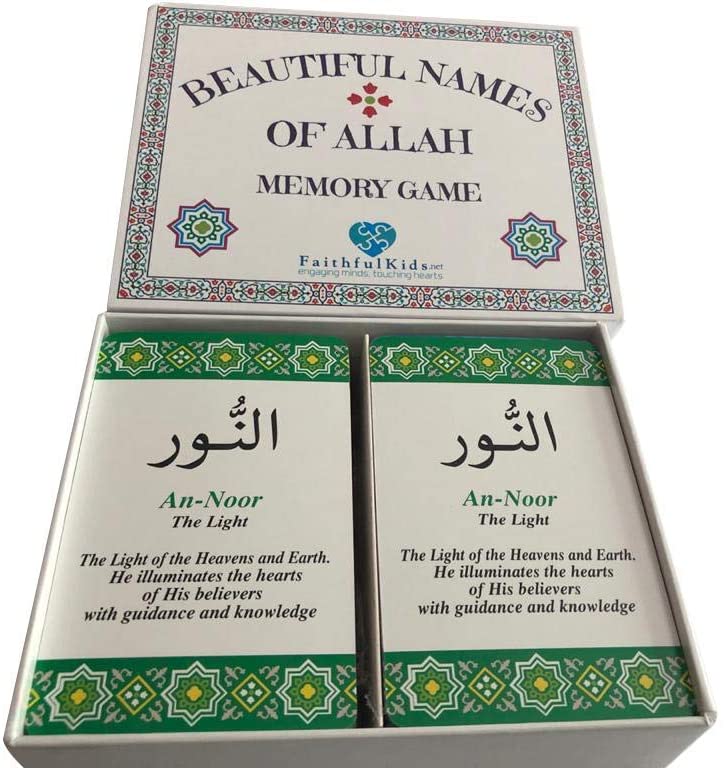 BEAUTIFUL NAMES
OF ALLAH
MEMORY GAME
FaithfulKids.net
engaging minds, touching hearts
النُّور
An-Noor
The Light
The Light of the Heavens and Earth.
He illuminates the hearts
of His believers
with guidance and knowledge
النُّور
An-Noor
The Light
The Light of the Heavens and Earth.
He illuminates the hearts
of His believers
with guidance and knowledge